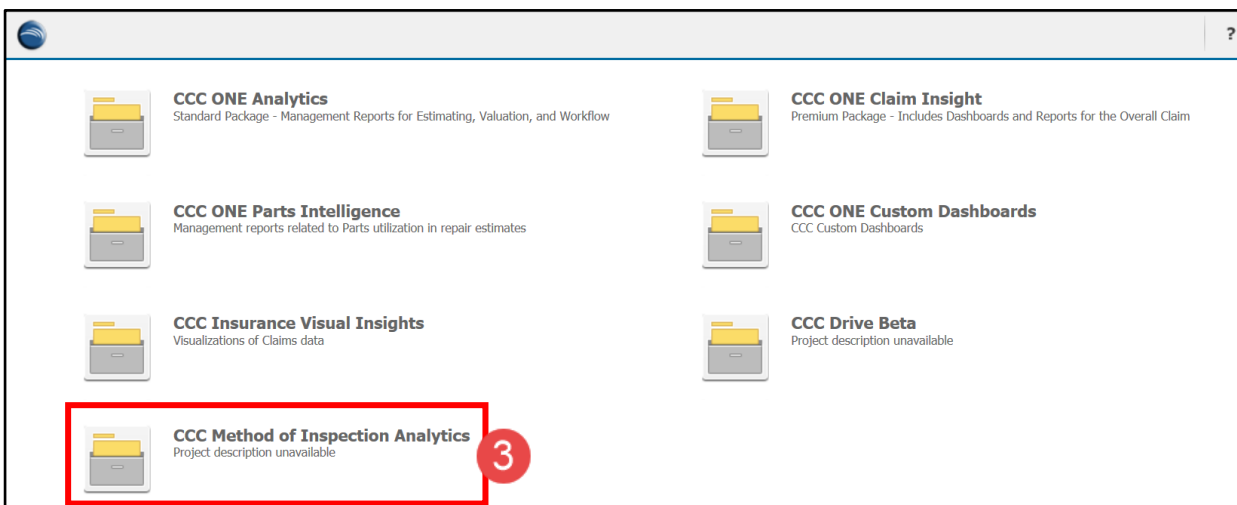 ?
CCC ONE Analytics
Standard Package - Management Reports for Estimating, Valuation, and Workflow
CCC ONE Claim Insight
Premium Package - Includes Dashboards and Reports for the Overall Claim
CCC ONE Parts Intelligence
Management reports related to Parts utilization in repair estimates
CCC ONE Custom Dashboards
CCC Custom Dashboards
CCC Insurance Visual Insights
Visualizations of Claims data
CCC Drive Beta
Project description unavailable
CCC Method of Inspection Analytics
Project description unavailable
3